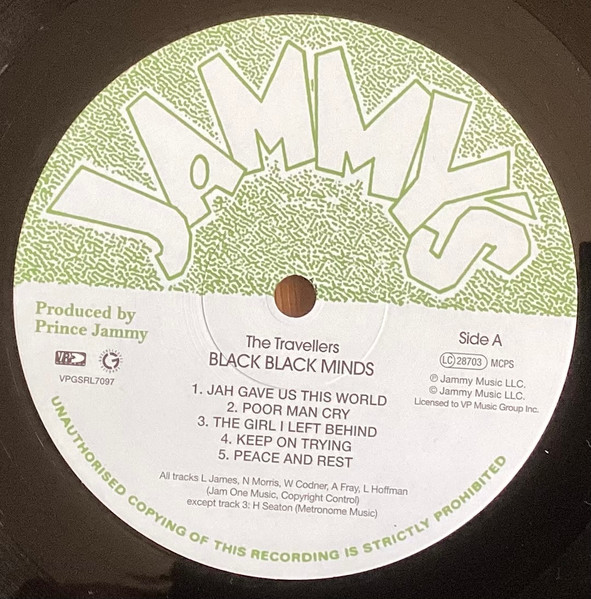 JAMMY'S
Produced by
Prince Jammy
VPGSRL7097
The Travellers
BLACK BLACK MINDS
1. JAH GAVE US THIS WORLD
2. POOR MAN CRY
3. THE GIRL I LEFT BEHIND
4. KEEP ON TRYING
5. PEACE AND REST
Side A
LC 28703 MCPS
℗ Jammy Music LLC.
© Jammy Music LLC.
Licensed to VP Music Group Inc.
All tracks L James, N Morris, W Codner, A Fray, L Hoffman
(Jam One Music, Copyright Control)
except track 3: H Seaton (Metronome Music)
UNAUTHORISED COPYING OF THIS RECORDING IS STRICTLY PROHIBITED